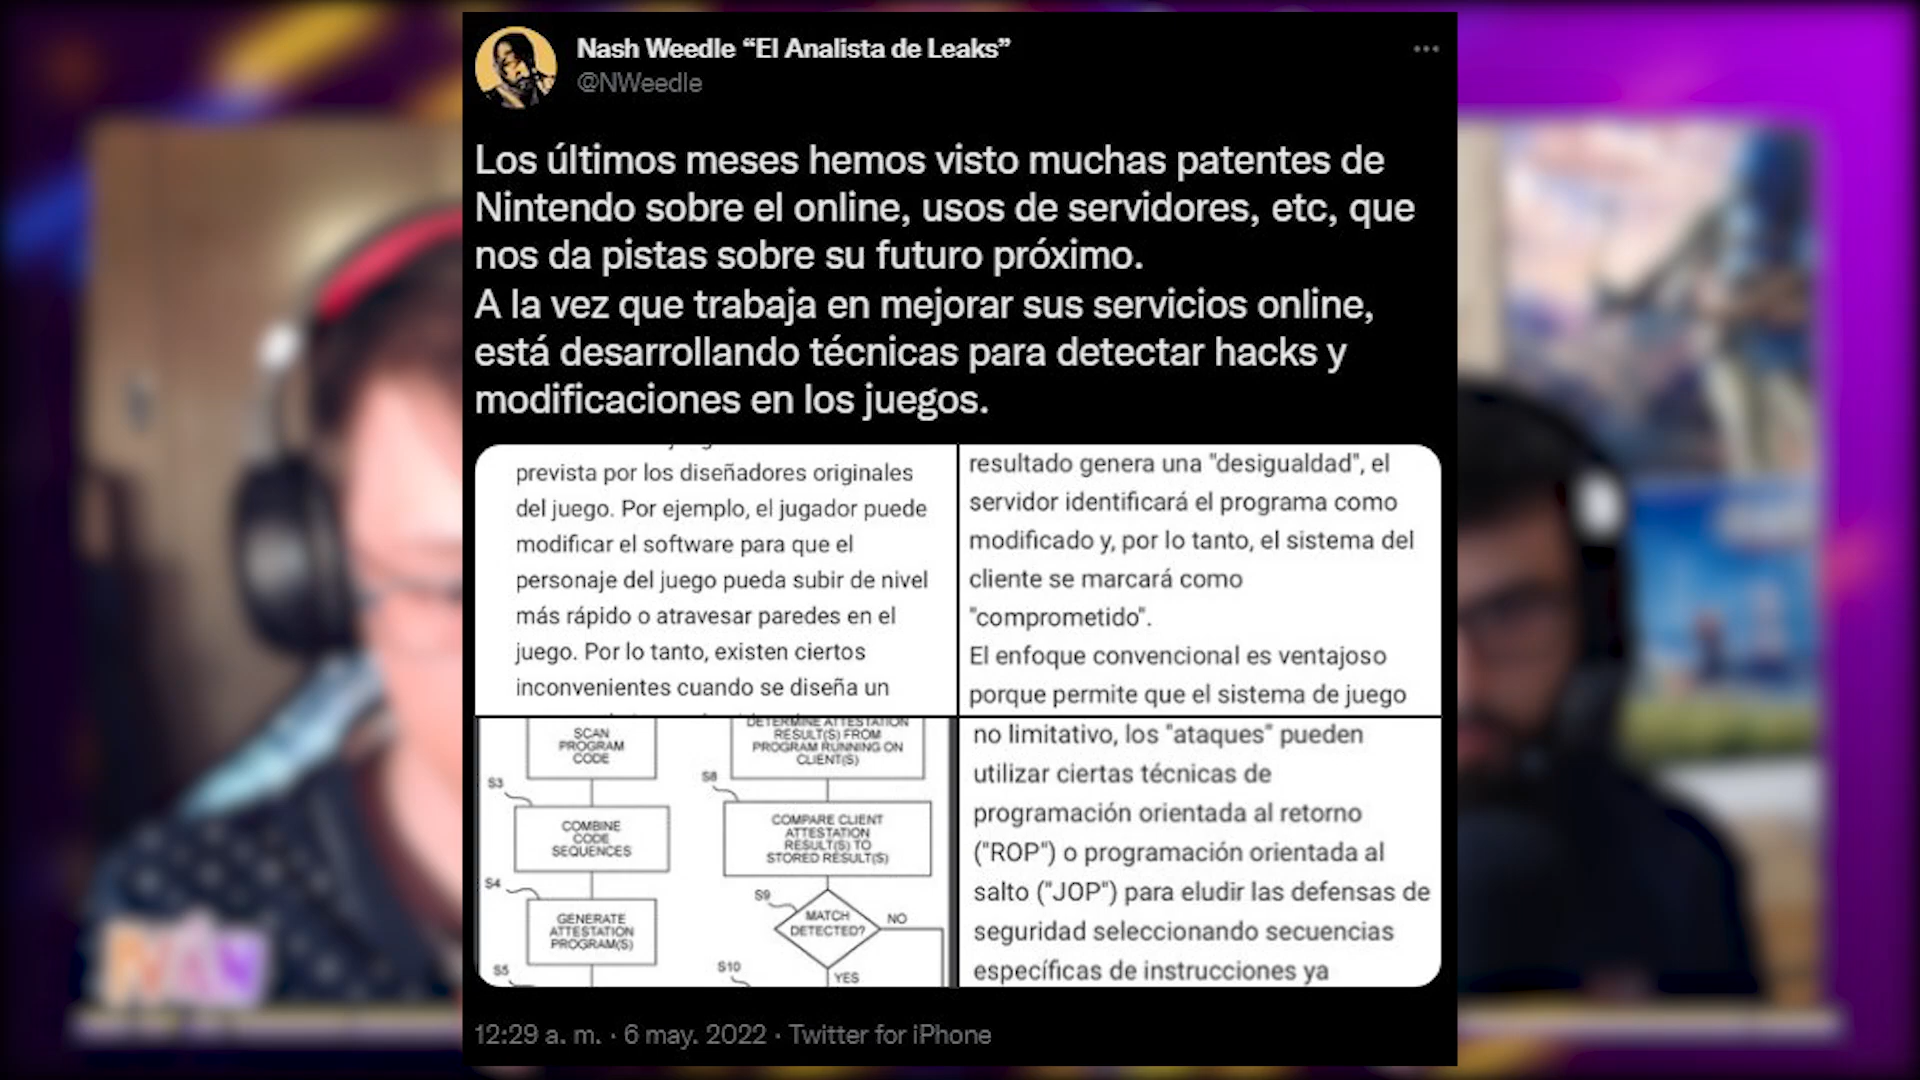 Nash Weedle “El Analista de Leaks”
@NWeedle
Los últimos meses hemos visto muchas patentes de
Nintendo sobre el online, usos de servidores, etc, que
nos da pistas sobre su futuro próximo.
A la vez que trabaja en mejorar sus servicios online,
está desarrollando técnicas para detectar hacks y
modificaciones en los juegos.
prevista por los diseñadores originales
del juego. Por ejemplo, el jugador puede
modificar el software para que el
personaje del juego pueda subir de nivel
más rápido o atravesar paredes en el
juego. Por lo tanto, existen ciertos
inconvenientes cuando se diseña un
resultado genera una "desigualdad", el
servidor identificará el programa como
modificado y, por lo tanto, el sistema del
cliente se marcará como
"comprometido".
El enfoque convencional es ventajoso
porque permite que el sistema de juego
SCAN
PROGRAM
CODE
S3
COMBINE
CODE
SEQUENCES
S4
GENERATE
ATTESTATION
PROGRAM(S)
S5
DETERMINE ATTESTATION
RESULT(S) FROM
PROGRAM RUNNING ON
CLIENT(S)
S8
COMPARE CLIENT
ATTESTATION
RESULT(S) TO
STORED RESULT(S)
S9
MATCH
DETECTED?
NO
S10
YES
no limitativo, los "ataques" pueden
utilizar ciertas técnicas de
programación orientada al retorno
("ROP") o programación orientada al
salto ("JOP") para eludir las defensas de
seguridad seleccionando secuencias
específicas de instrucciones ya
12:29 a. m. · 6 may. 2022 · Twitter for iPhone